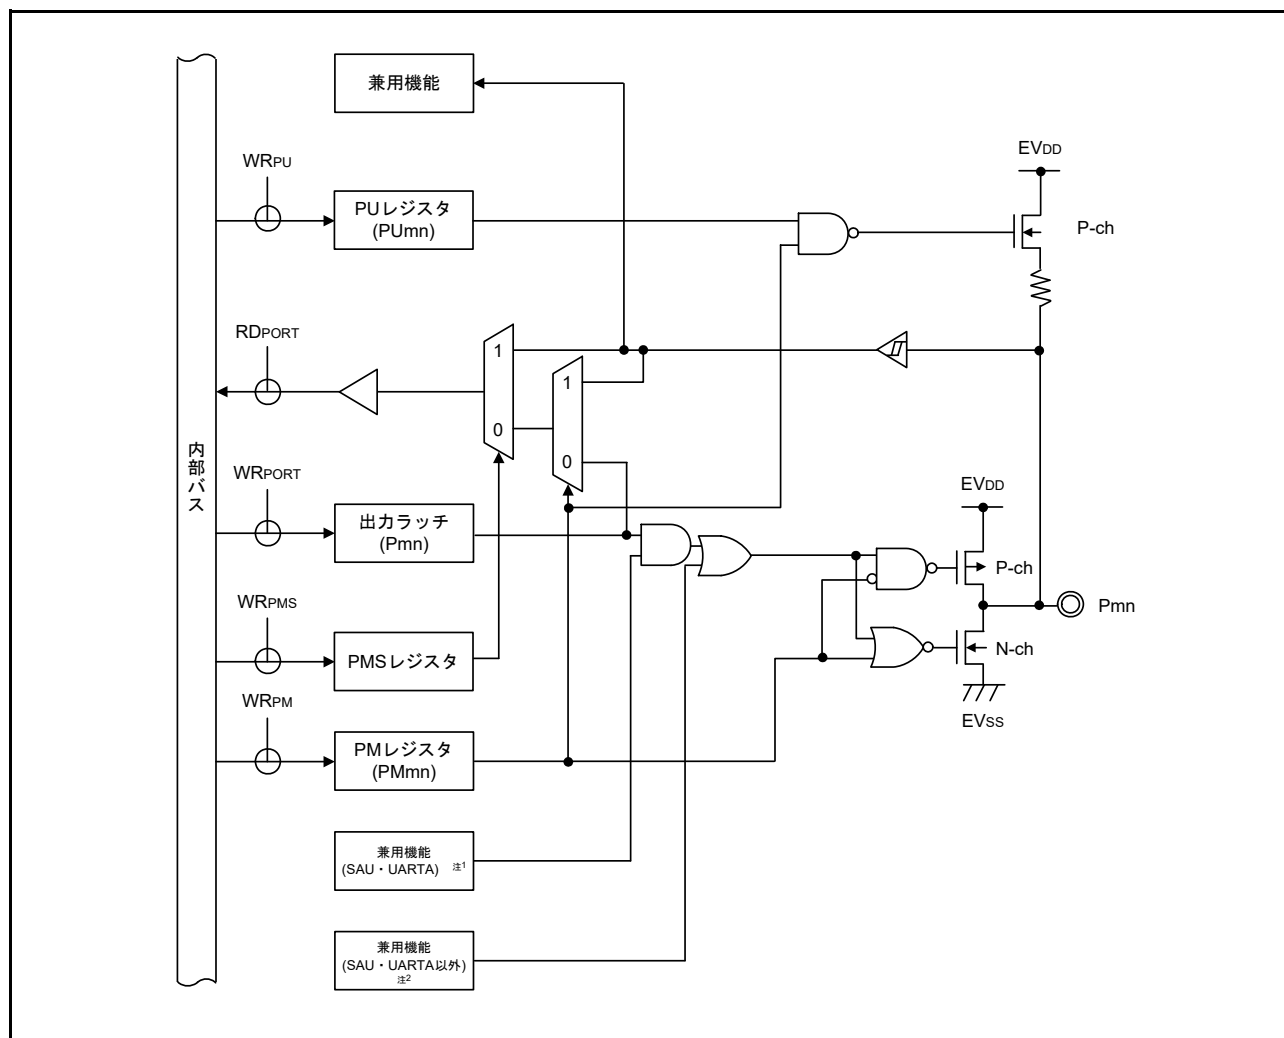 兼用機能
WRPU
EVDD
PUレジスタ
(PUmn)
P-ch
RDPORT
1
1
0
0
内部バス
WRPORT
EVDD
出力ラッチ
(Pmn)
P-ch
WRPMS
Pmn
PMSレジスタ
N-ch
WRPM
EVSS
PMレジスタ
(PMmn)
兼用機能
(SAU・UARTA) 注1
兼用機能
(SAU・UARTA以外)
注2